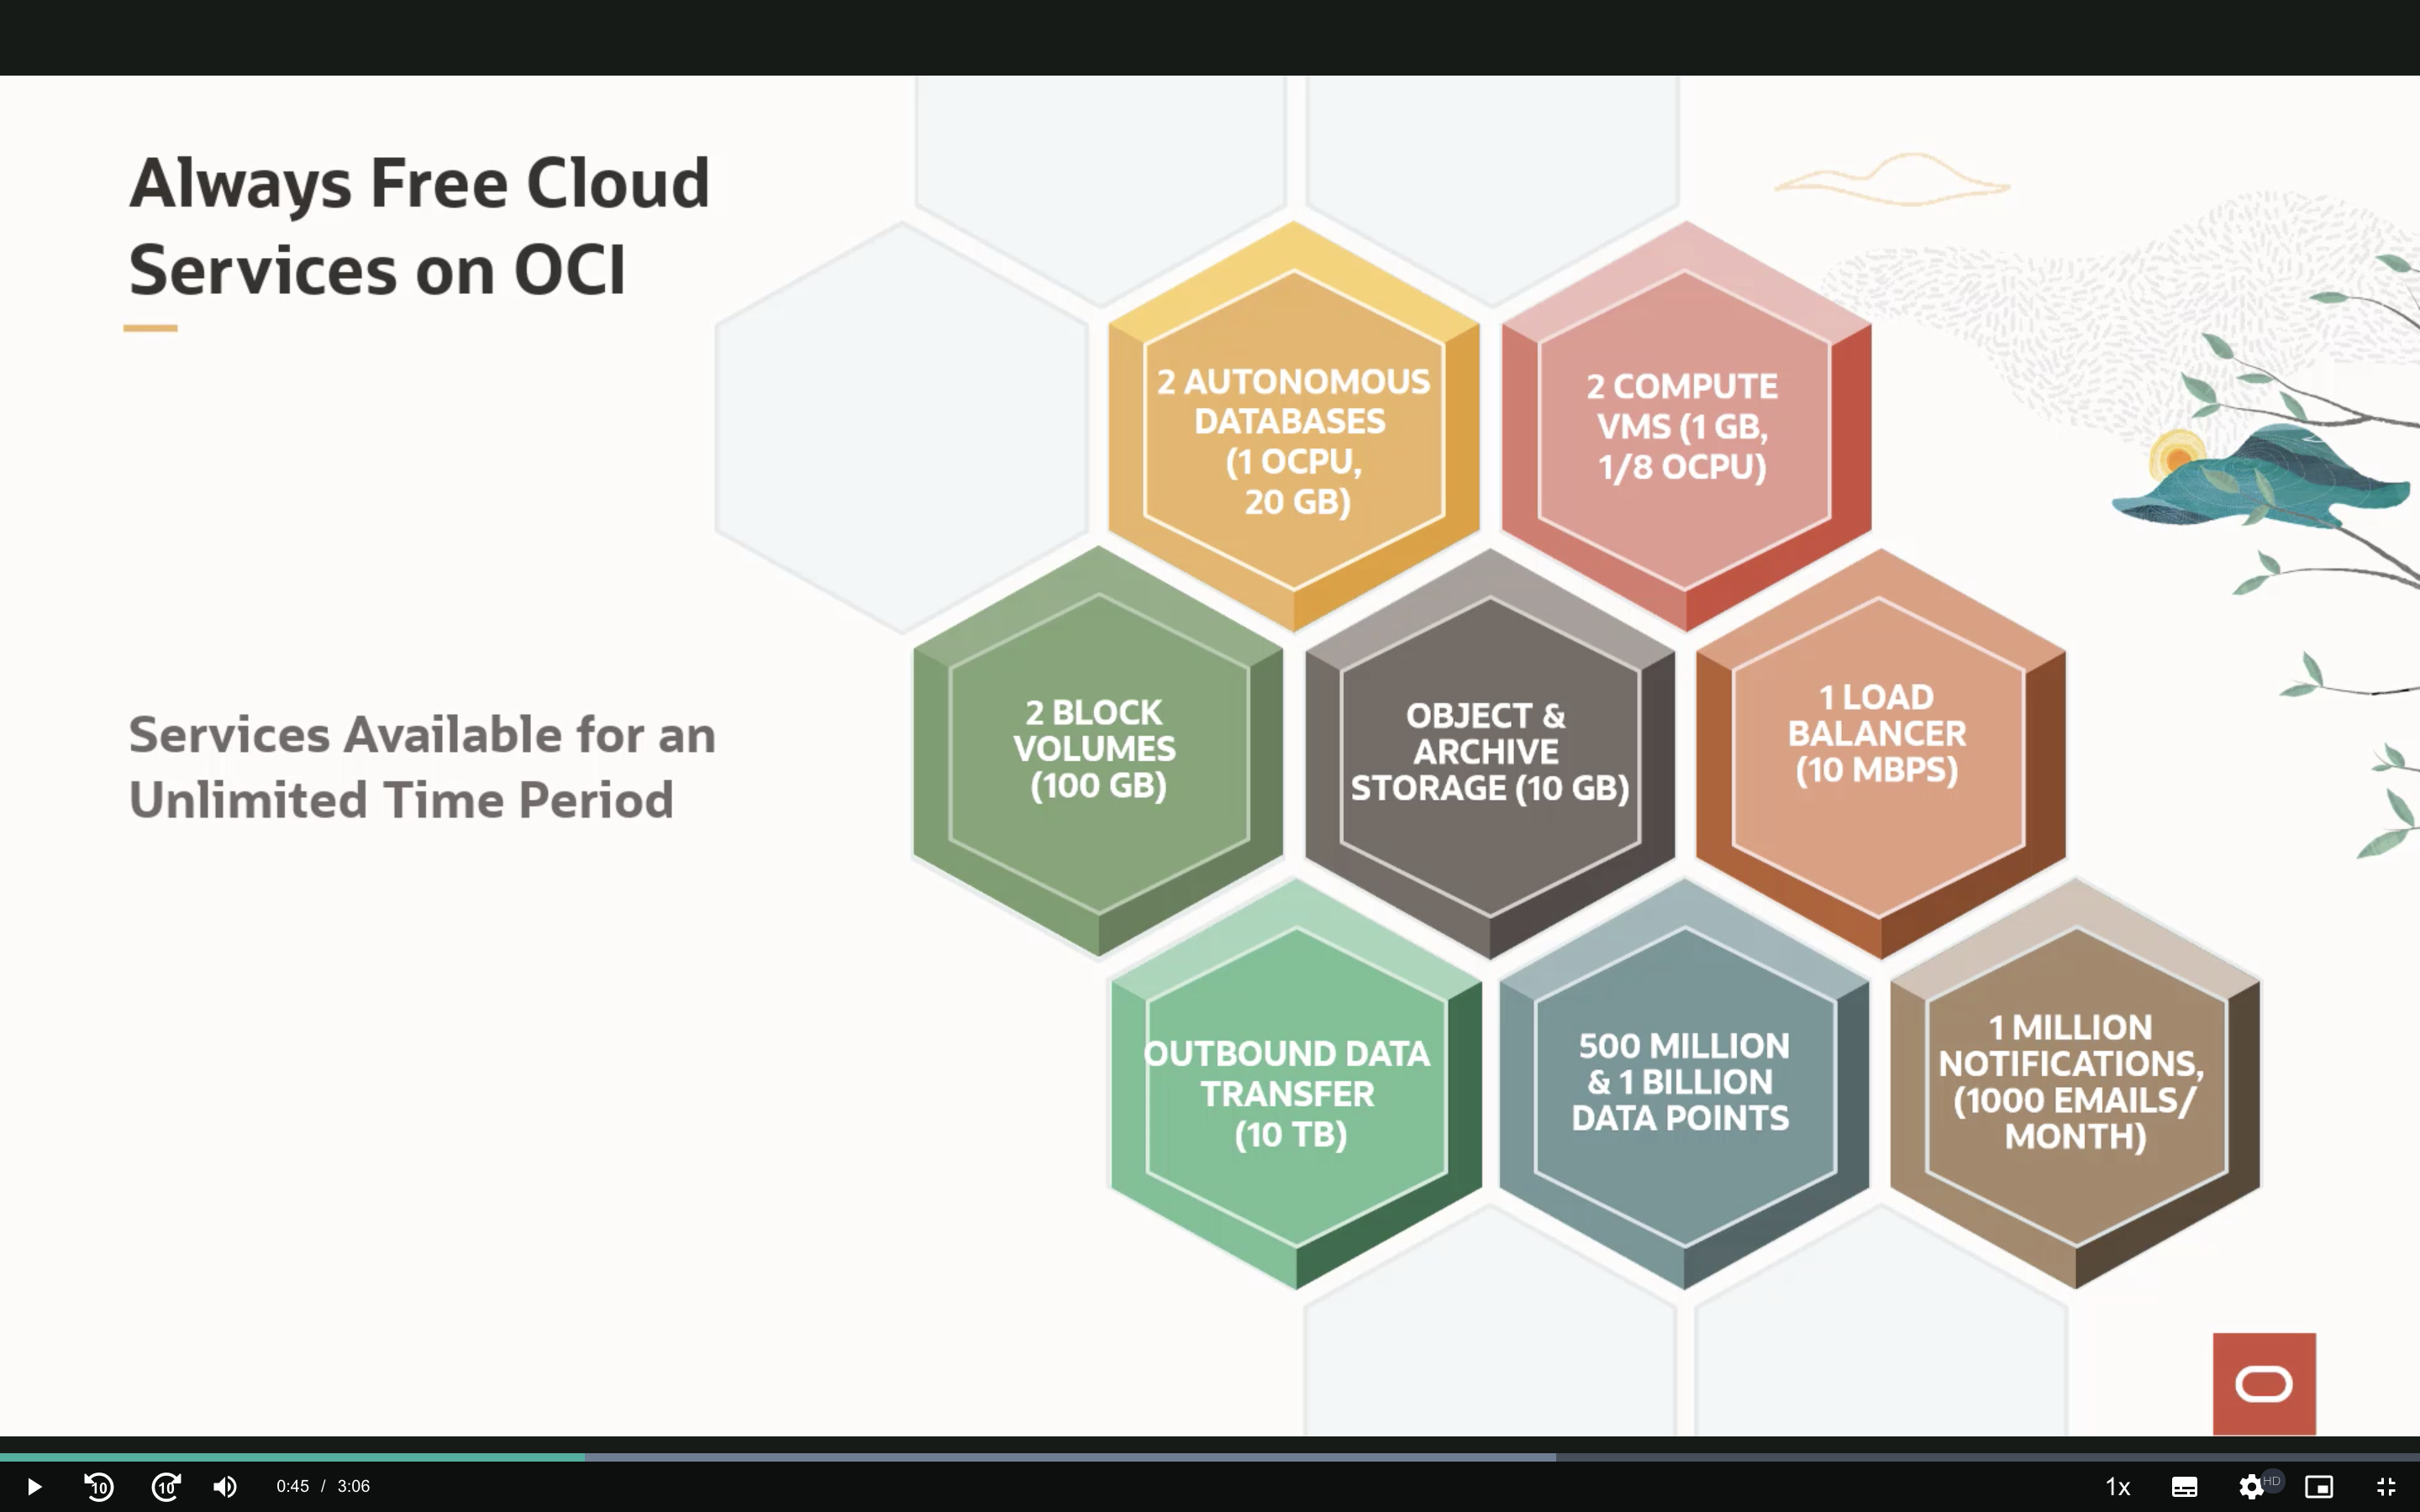 Always Free Cloud
Services on OCI
Services Available for an
Unlimited Time Period
2 AUTONOMOUS
DATABASES
(1 OCPU,
20 GB)
2 COMPUTE
VMS (1 GB,
1/8 OCPU)
2 BLOCK
VOLUMES
(100 GB)
OBJECT &
ARCHIVE
STORAGE (10 GB)
1 LOAD
BALANCER
(10 MBPS)
OUTBOUND DATA
TRANSFER
(10 TB)
500 MILLION
& 1 BILLION
DATA POINTS
1 MILLION
NOTIFICATIONS,
(1000 EMAILS/
MONTH)
10 10 0:45 / 3:06 1x HD